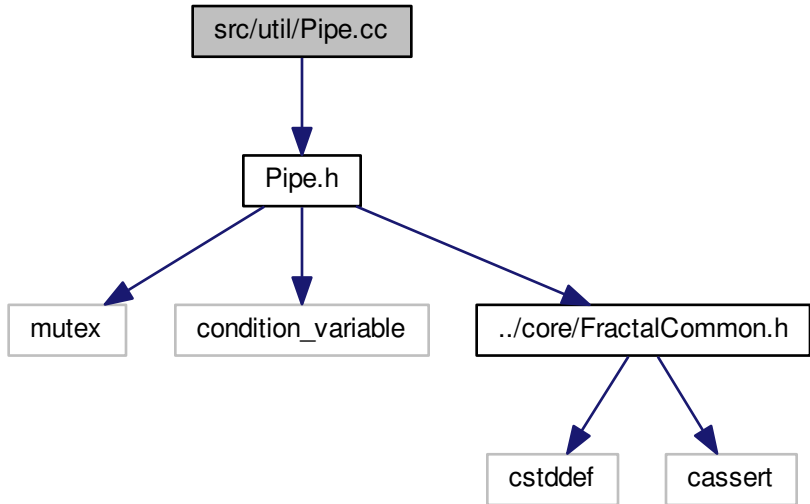 src/util/Pipe.cc
Pipe.h
mutex
condition_variable
../core/FractalCommon.h
cstddef
cassert